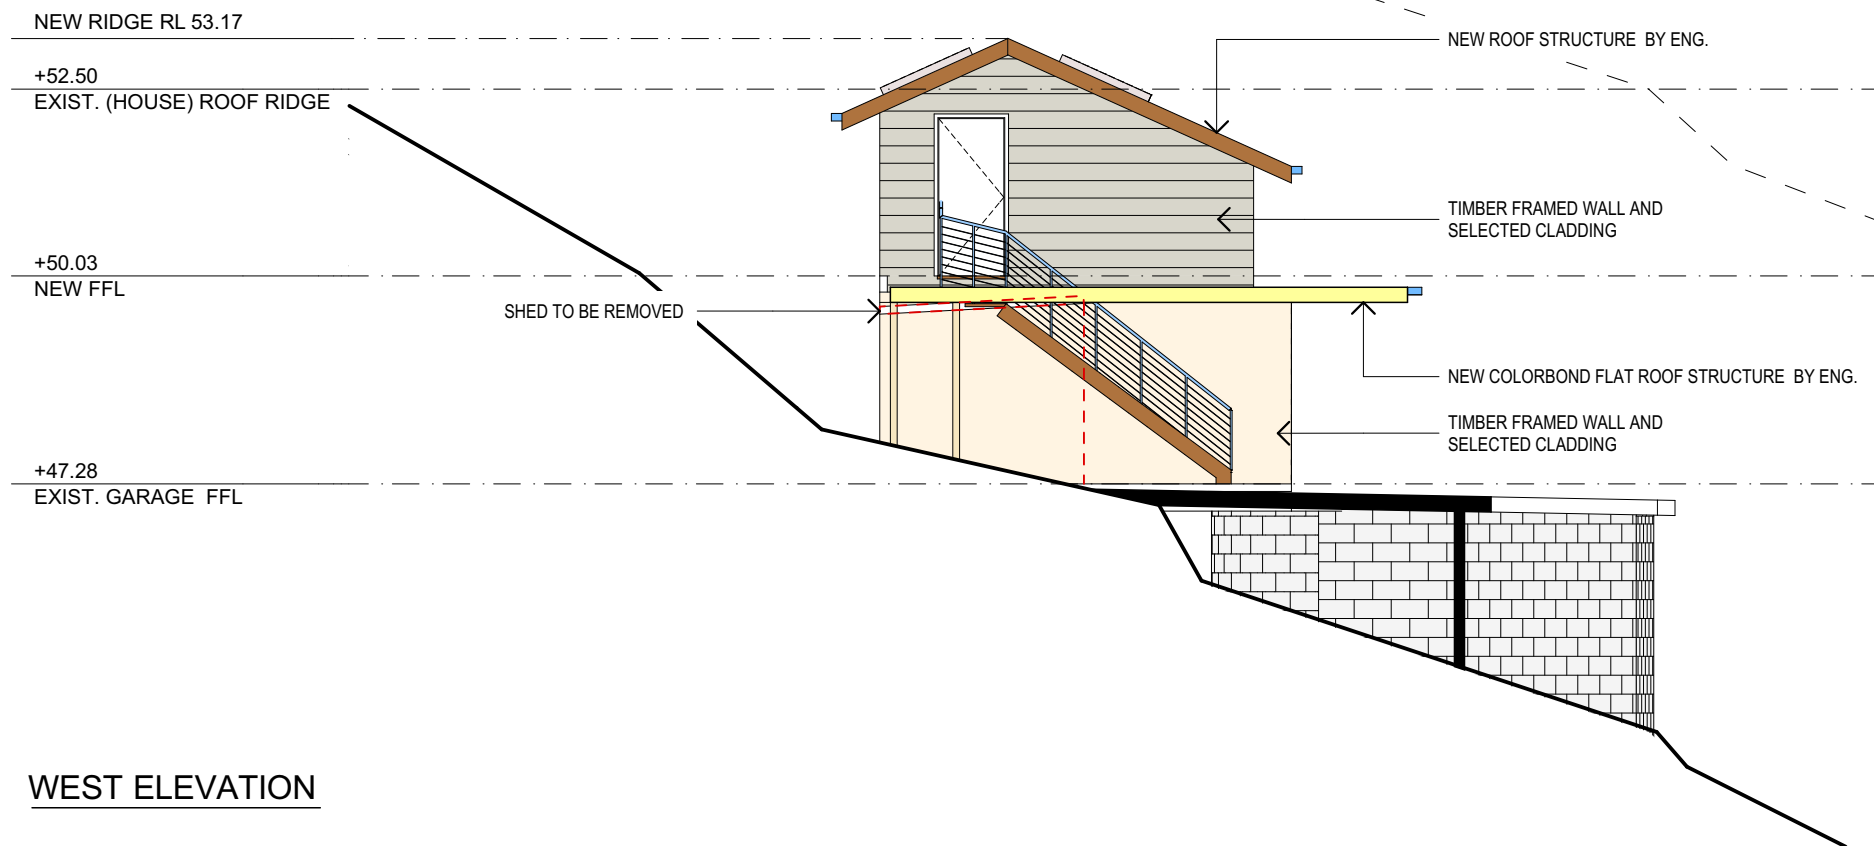 NEW RIDGE RL 53.17
+52.50
EXIST. (HOUSE) ROOF RIDGE
+50.03
NEW FFL
SHED TO BE REMOVED
+47.28
EXIST. GARAGE FFL
NEW ROOF STRUCTURE BY ENG.
TIMBER FRAMED WALL AND
SELECTED CLADDING
NEW COLORBOND FLAT ROOF STRUCTURE BY ENG.
TIMBER FRAMED WALL AND
SELECTED CLADDING
WEST ELEVATION